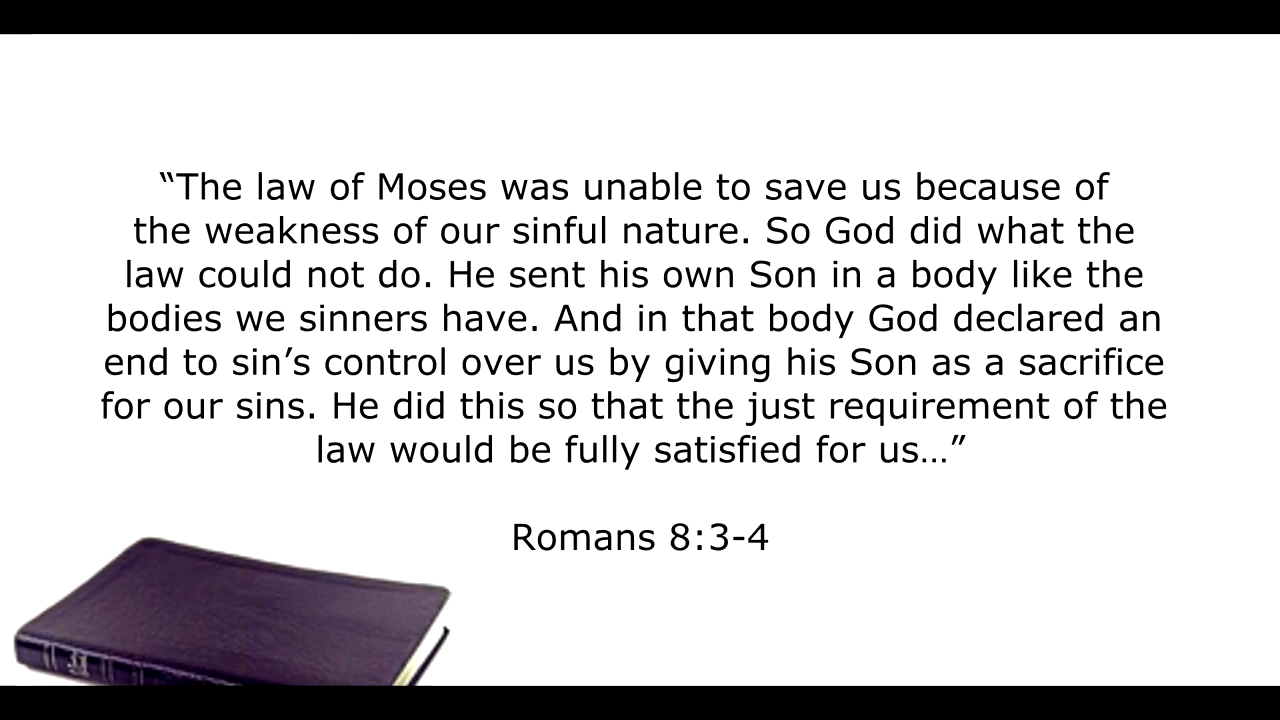 “The law of Moses was unable to save us because of
the weakness of our sinful nature. So God did what the
law could not do. He sent his own Son in a body like the
bodies we sinners have. And in that body God declared an
end to sin’s control over us by giving his Son as a sacrifice
for our sins. He did this so that the just requirement of the
law would be fully satisfied for us…”
Romans 8:3-4